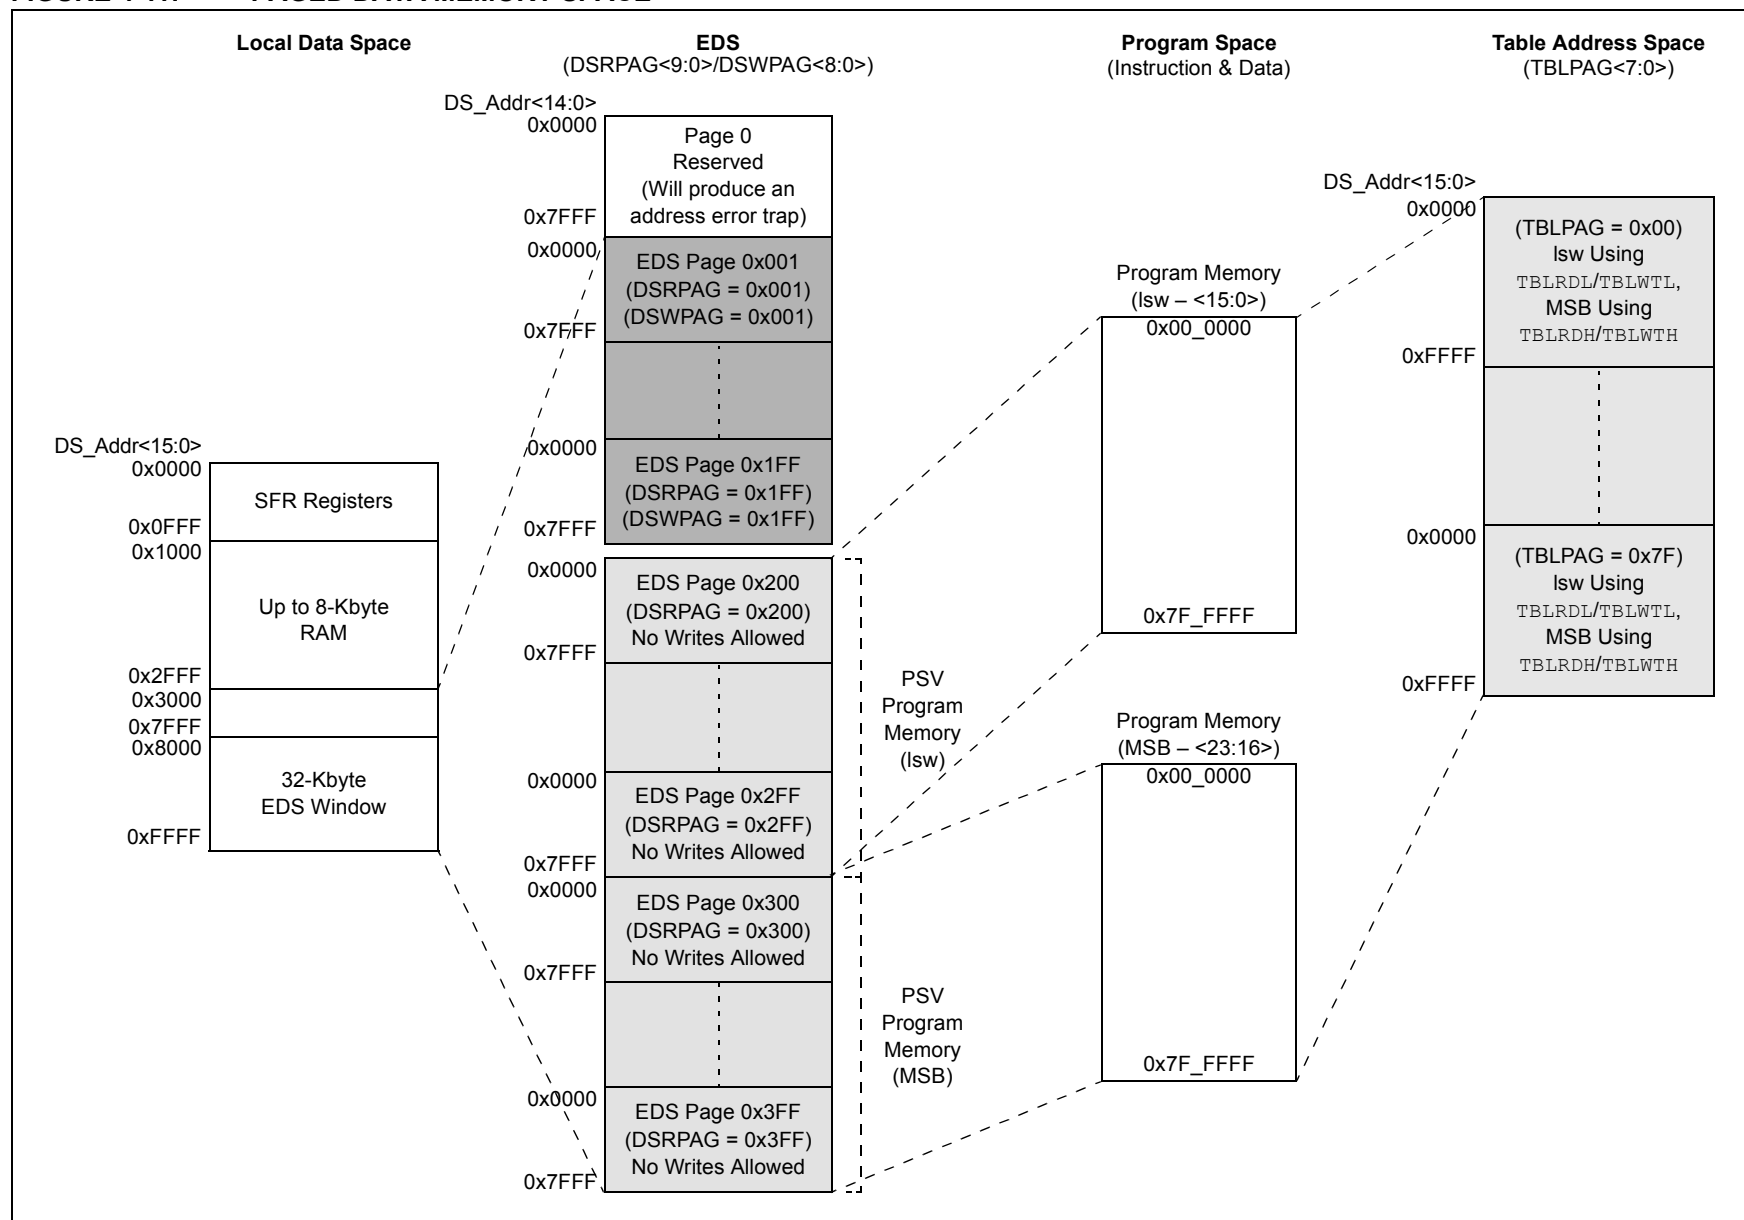 Local Data Space
EDS
(DSRPAG<9:0>/DSWPAG<8:0>)
Program Space
(Instruction & Data)
Table Address Space
(TBLPAG<7:0>)
DS_Addr<15:0>
0x0000
SFR Registers
0x0FFF
0x1000
Up to 8-Kbyte
RAM
0x2FFF
0x3000
0x7FFF
0x8000
32-Kbyte
EDS Window
0xFFFF
DS_Addr<14:0>
0x0000
Page 0
Reserved
(Will produce an
address error trap)
0x7FFF
0x0000
EDS Page 0x001
(DSRPAG = 0x001)
(DSWPAG = 0x001)
0x7FFF
0x0000
EDS Page 0x1FF
(DSRPAG = 0x1FF)
(DSWPAG = 0x1FF)
0x7FFF
0x0000
EDS Page 0x200
(DSRPAG = 0x200)
No Writes Allowed
0x7FFF
PSV
Program
Memory
(lsw)
0x0000
EDS Page 0x2FF
(DSRPAG = 0x2FF)
No Writes Allowed
0x7FFF
0x0000
EDS Page 0x300
(DSRPAG = 0x300)
No Writes Allowed
0x7FFF
PSV
Program
Memory
(MSB)
0x0000
EDS Page 0x3FF
(DSRPAG = 0x3FF)
No Writes Allowed
0x7FFF
Program Memory
(lsw – <15:0>)
0x00_0000
0x7F_FFFF
Program Memory
(MSB – <23:16>)
0x00_0000
0x7F_FFFF
DS_Addr<15:0>
0x0000
(TBLPAG = 0x00)
lsw Using
TBLRDL/TBLWTL,
MSB Using
TBLRDH/TBLWTH
0xFFFF
0x0000
(TBLPAG = 0x7F)
lsw Using
TBLRDL/TBLWTL,
MSB Using
TBLRDH/TBLWTH
0xFFFF